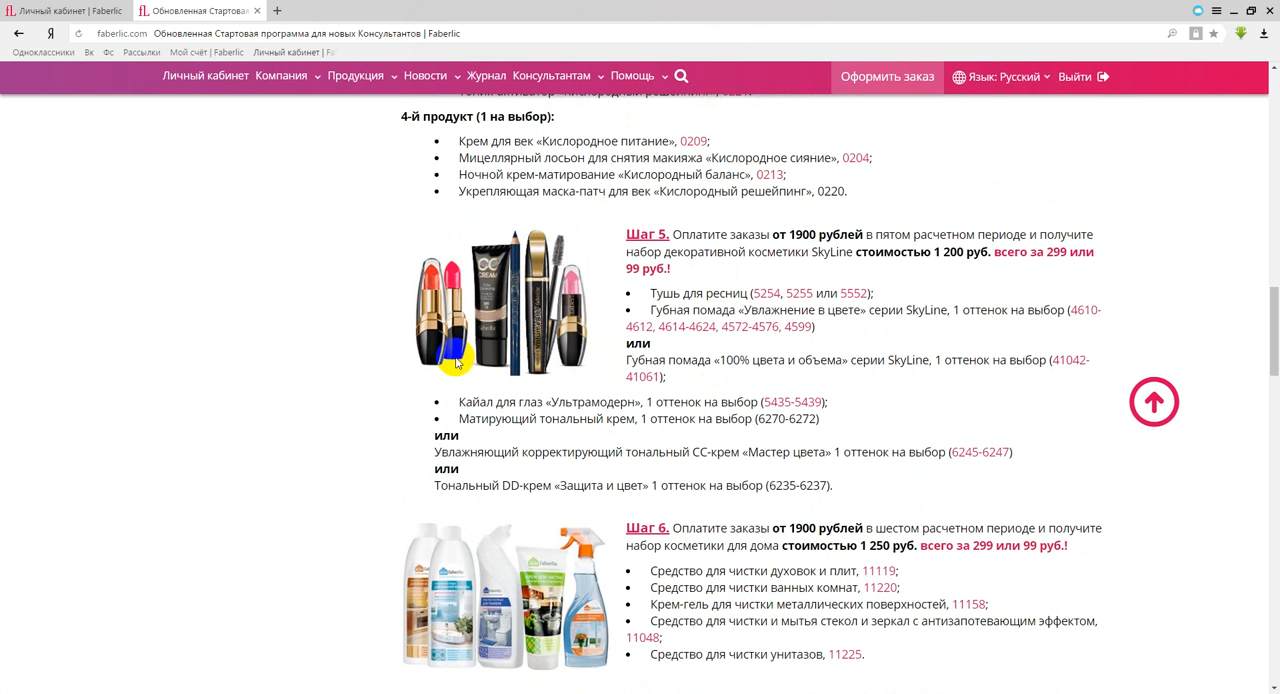 Личный кабинет | Faberlic
Обновленная Стартовая
faberlic.com Обновленная Стартовая программа для новых Консультантов | Faberlic
Одноклассники Вк Фс Рассылки Мой счёт | Faberlic Личный кабинет | Fa
Личный кабинет Компания Продукция Новости Журнал Консультантам Помощь Оформить заказ Язык: Русский Выйти
4-й продукт (1 на выбор):
• Крем для век «Кислородное питание», 0209;
• Мицеллярный лосьон для снятия макияжа «Кислородное сияние», 0204;
• Ночной крем-матирование «Кислородный баланс», 0213;
• Укрепляющая маска-патч для век «Кислородный решейпинг», 0220.
Шаг 5. Оплатите заказы от 1900 рублей в пятом расчетном периоде и получите
набор декоративной косметики SkyLine стоимостью 1 200 руб. всего за 299 или
99 руб.!
• Тушь для ресниц (5254, 5255 или 5552);
• Губная помада «Увлажнение в цвете» серии SkyLine, 1 оттенок на выбор (4610-
4612, 4614-4624, 4572-4576, 4599)
или
Губная помада «100% цвета и объема» серии SkyLine, 1 оттенок на выбор (41042-
41061);
• Кайал для глаз «Ультрамодерн», 1 оттенок на выбор (5435-5439);
• Матирующий тональный крем, 1 оттенок на выбор (6270-6272)
или
Увлажняющий корректирующий тональный СС-крем «Мастер цвета» 1 оттенок на выбор (6245-6247)
или
Тональный DD-крем «Защита и цвет» 1 оттенок на выбор (6235-6237).
Шаг 6. Оплатите заказы от 1900 рублей в шестом расчетном периоде и получите
набор косметики для дома стоимостью 1 250 руб. всего за 299 или 99 руб.!
• Средство для чистки духовок и плит, 11119;
• Средство для чистки ванных комнат, 11220;
• Крем-гель для чистки металлических поверхностей, 11158;
• Средство для чистки и мытья стекол и зеркал с антизапотевающим эффектом,
11048;
• Средство для чистки унитазов, 11225.